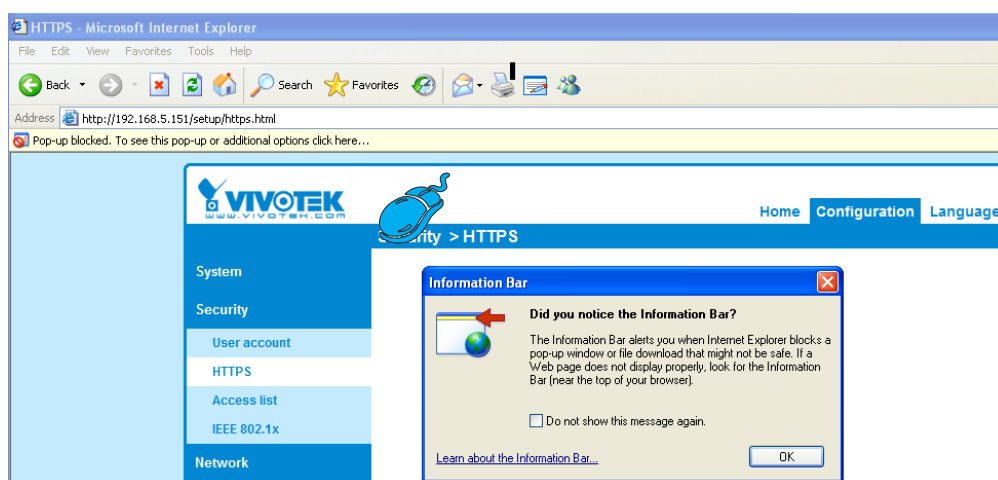 HTTPS - Microsoft Internet Explorer
File Edit View Favorites Tools Help
Back Search Favorites
Address http://192.168.5.151/setup/https.html
Pop-up blocked. To see this pop-up or additional options click here...
VIVOTEK
www.vivotek.com
Home Configuration Language
> HTTPS
System
Security
User account
HTTPS
Access list
IEEE 802.1x
Network
Information Bar
Did you notice the Information Bar?
The Information Bar alerts you when Internet Explorer blocks a
pop-up window or file download that might not be safe. If a
Web page does not display properly, look for the Information
Bar (near the top of your browser).
Do not show this message again.
Learn about the Information Bar...
OK